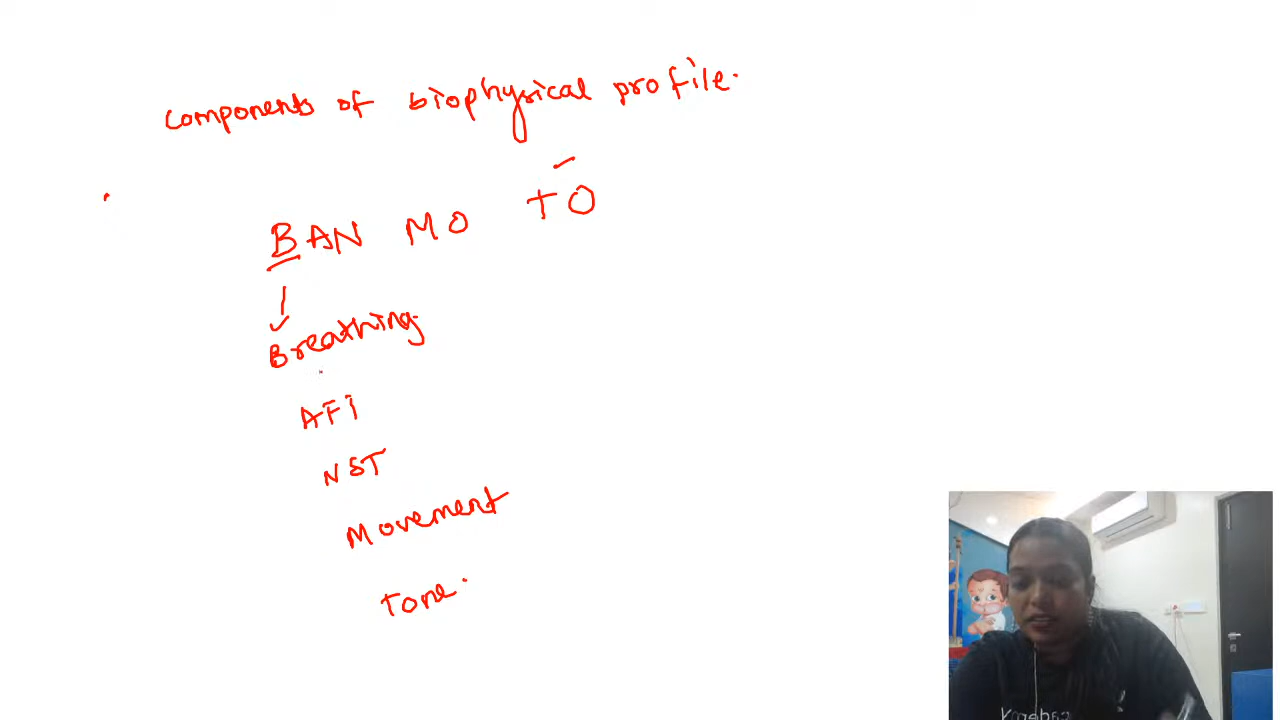 components of biophysical profile.
BAN MO TO
Breathing
AFI
NST
Movement
Tone.